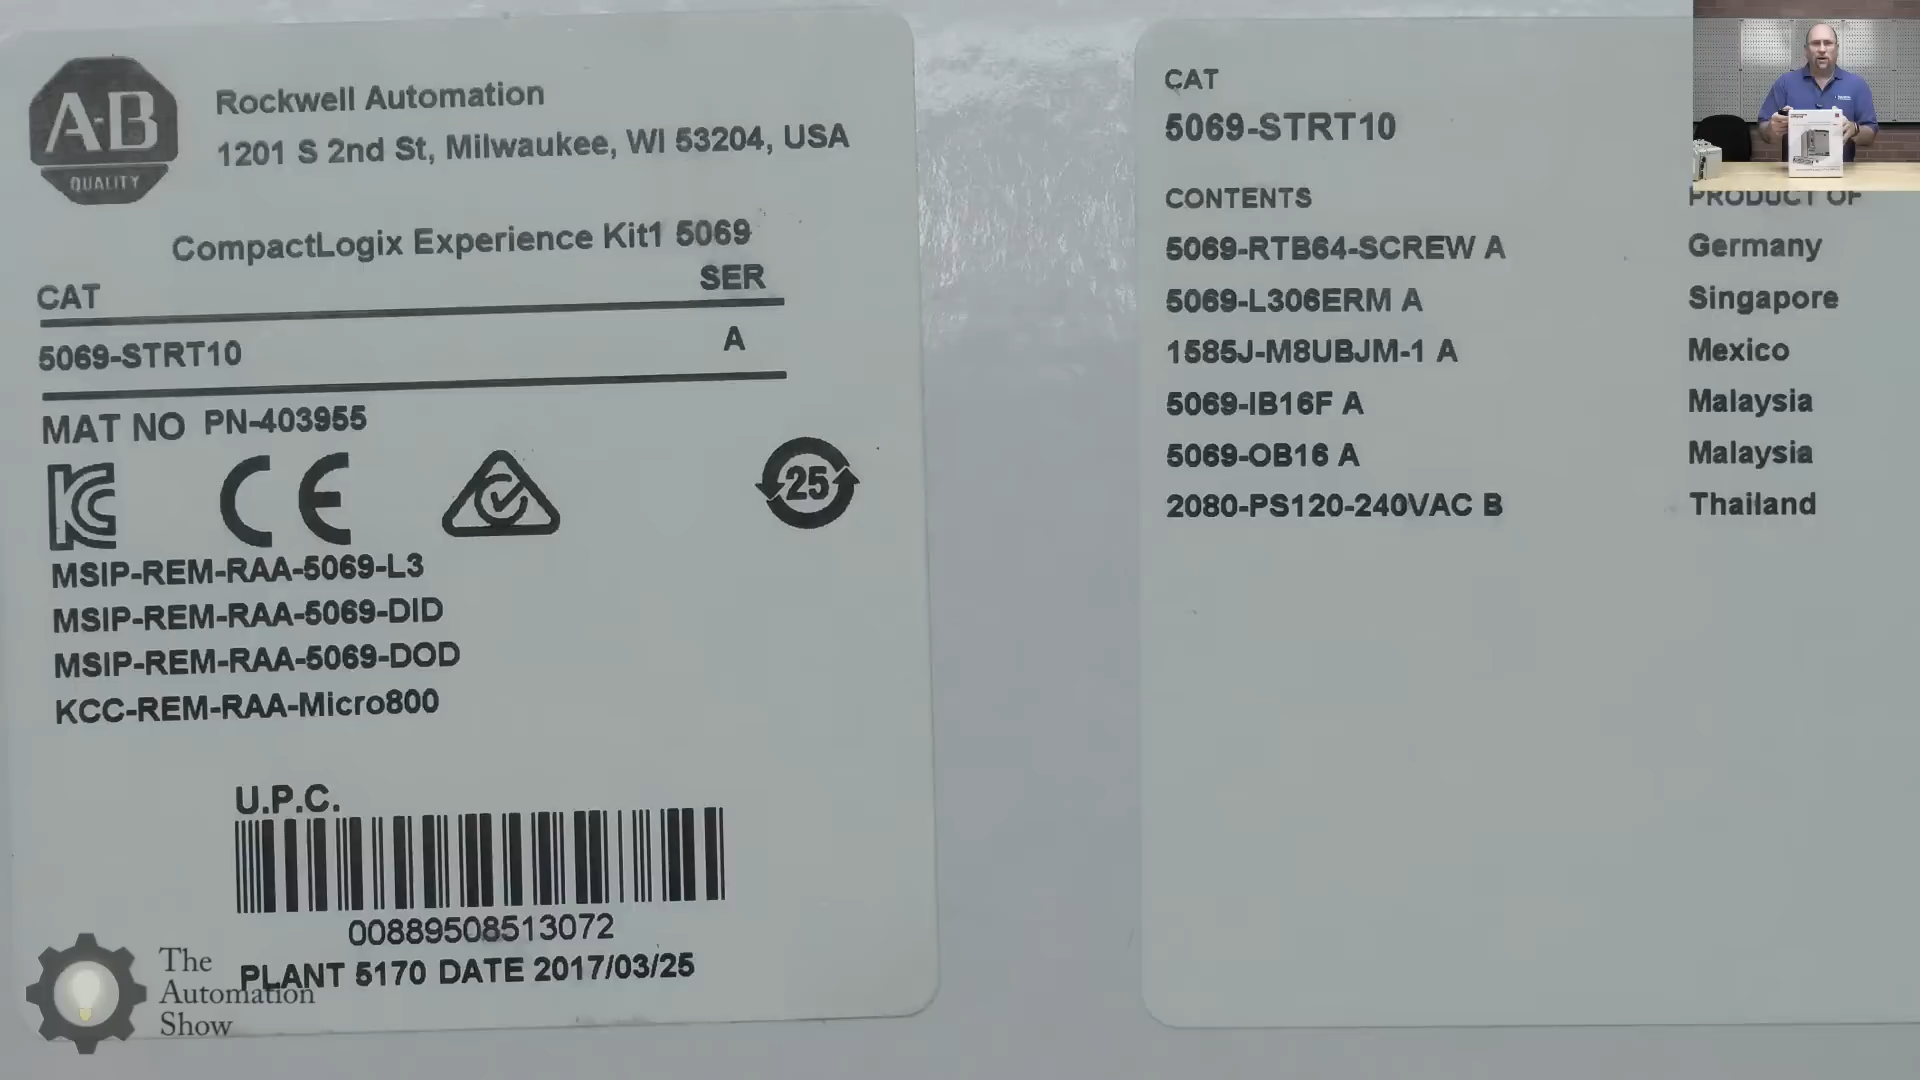 A-B
QUALITY
Rockwell Automation
1201 S 2nd St, Milwaukee, WI 53204, USA
CompactLogix Experience Kit1 5069
CAT SER
5069-STRT10 A
MAT NO PN-403955
KC CE 25
MSIP-REM-RAA-5069-L3
MSIP-REM-RAA-5069-DID
MSIP-REM-RAA-5069-DOD
KCC-REM-RAA-Micro800
U.P.C.
00889508513072
PLANT 5170 DATE 2017/03/25
The
Automation
Show
CAT
5069-STRT10
CONTENTS PRODUCT OF
5069-RTB64-SCREW A Germany
5069-L306ERM A Singapore
1585J-M8UBJM-1 A Mexico
5069-IB16F A Malaysia
5069-OB16 A Malaysia
2080-PS120-240VAC B Thailand